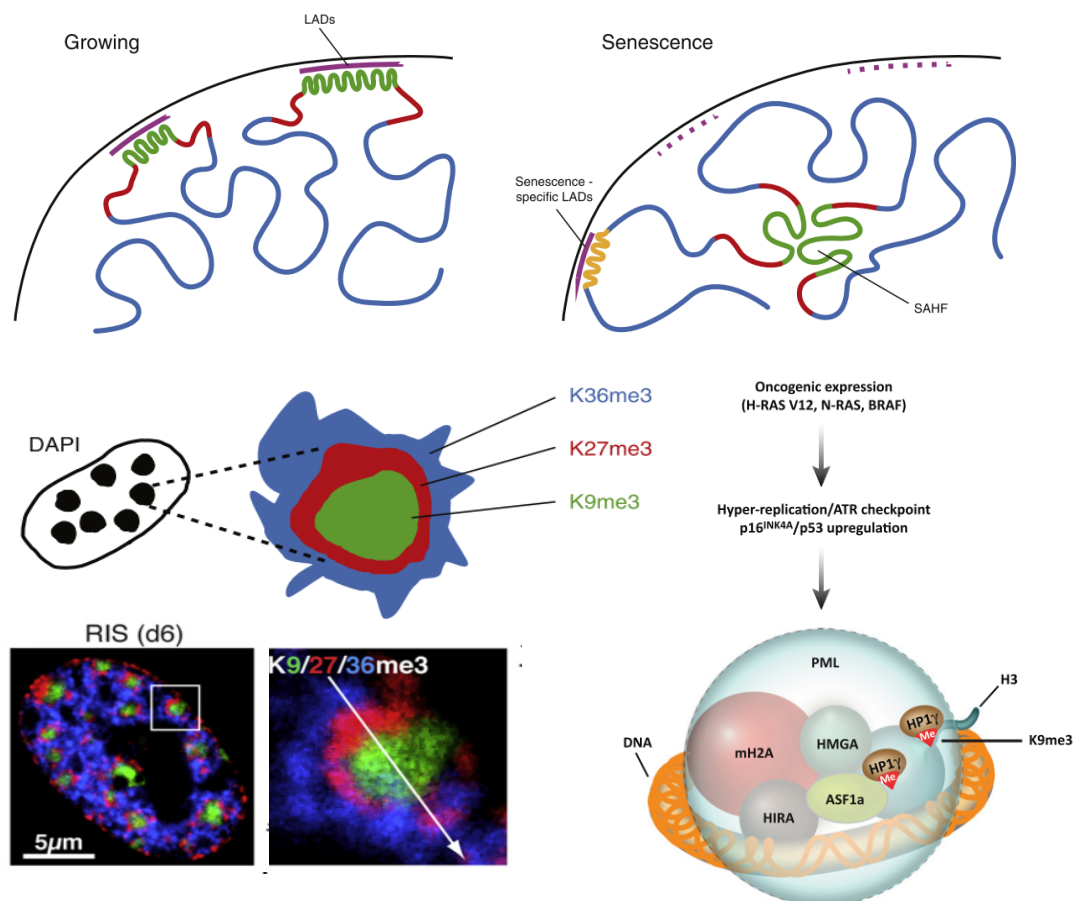 Growing
LADs
Senescence
Senescence -
specific LADs
SAHF
DAPI
K36me3
K27me3
K9me3
RIS (d6)
5μm
K9/27/36me3
Oncogenic expression
(H-RAS V12, N-RAS, BRAF)
Hyper-replication/ATR checkpoint
p16INK4A/p53 upregulation
PML
H3
HP1γ
Me
K9me3
DNA
mH2A
HMGA
HP1γ
Me
ASF1a
HIRA